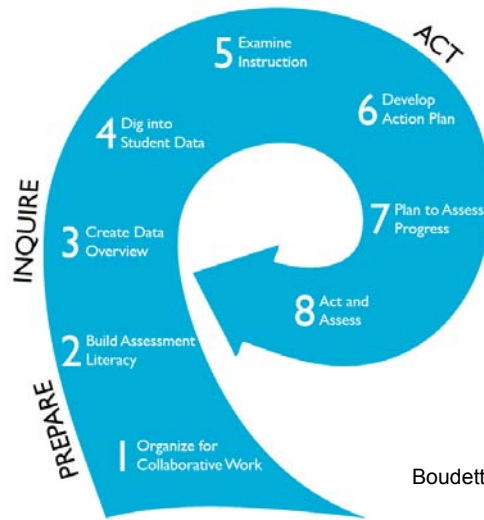 PREPARE
1 Organize for
Collaborative Work
2 Build Assessment
Literacy
INQUIRE
3 Create Data
Overview
4 Dig into
Student Data
5 Examine
Instruction
ACT
6 Develop
Action Plan
7 Plan to Assess
Progress
8 Act and
Assess
Boudett